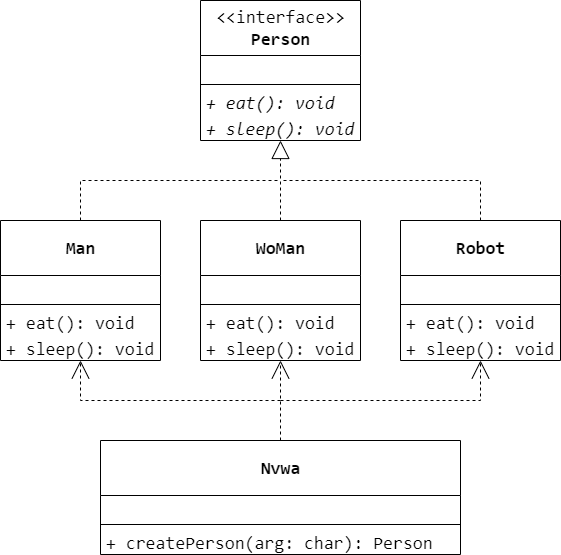 <<interface>>
Person
+ eat(): void
+ sleep(): void
Man
WoMan
Robot
+ eat(): void
+ sleep(): void
+ eat(): void
+ sleep(): void
+ eat(): void
+ sleep(): void
Nvwa
+ createPerson(arg: char): Person